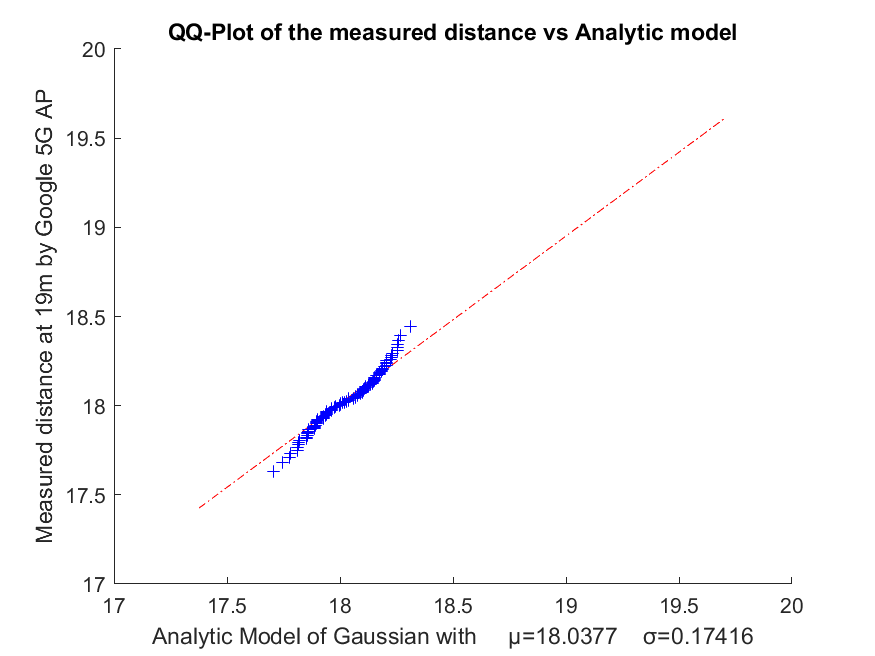 QQ-Plot of the measured distance vs Analytic model
Measured distance at 19m by Google 5G AP
20
19.5
19
18.5
18
17.5
17
17 17.5 18 18.5 19 19.5 20
Analytic Model of Gaussian with μ=18.0377 σ=0.17416